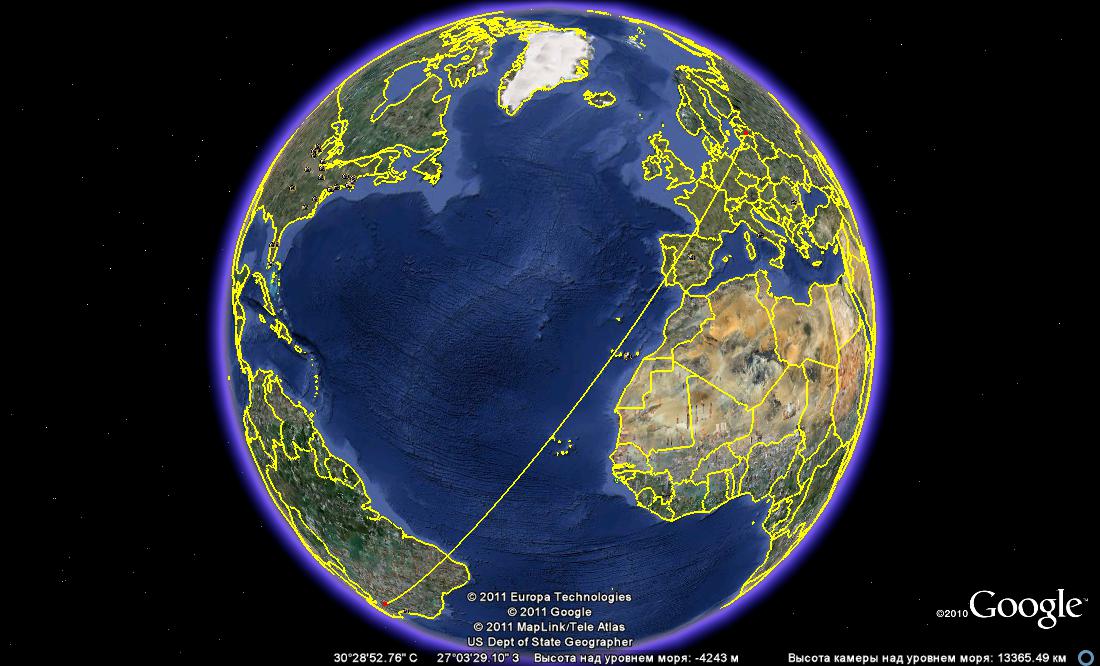 © 2011 Europa Technologies
© 2011 Google
© 2011 MapLink/Tele Atlas
US Dept of State Geographer
©2010 Google™
30°28'52.76" С 27°03'29.10" З Высота над уровнем моря: -4243 м Высота камеры над уровнем моря: 13365.49 км